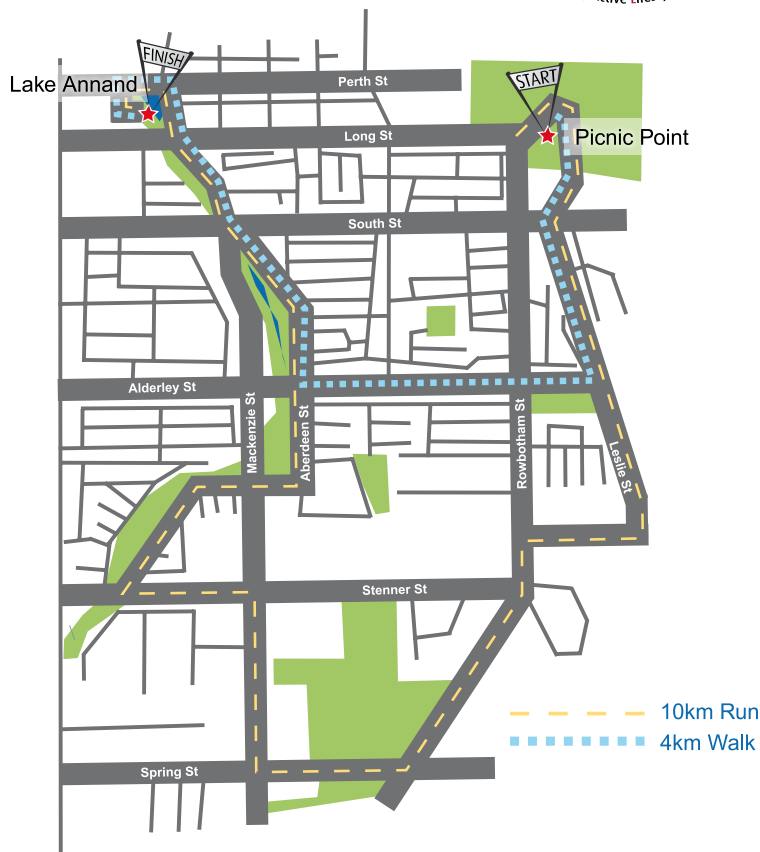 FINISH
START
Lake Annand
Perth St
Long St
Picnic Point
South St
Alderley St
Mackenzie St
Aberdeen St
Rowbotham St
Leslie St
Stenner St
10km Run
4km Walk
Spring St